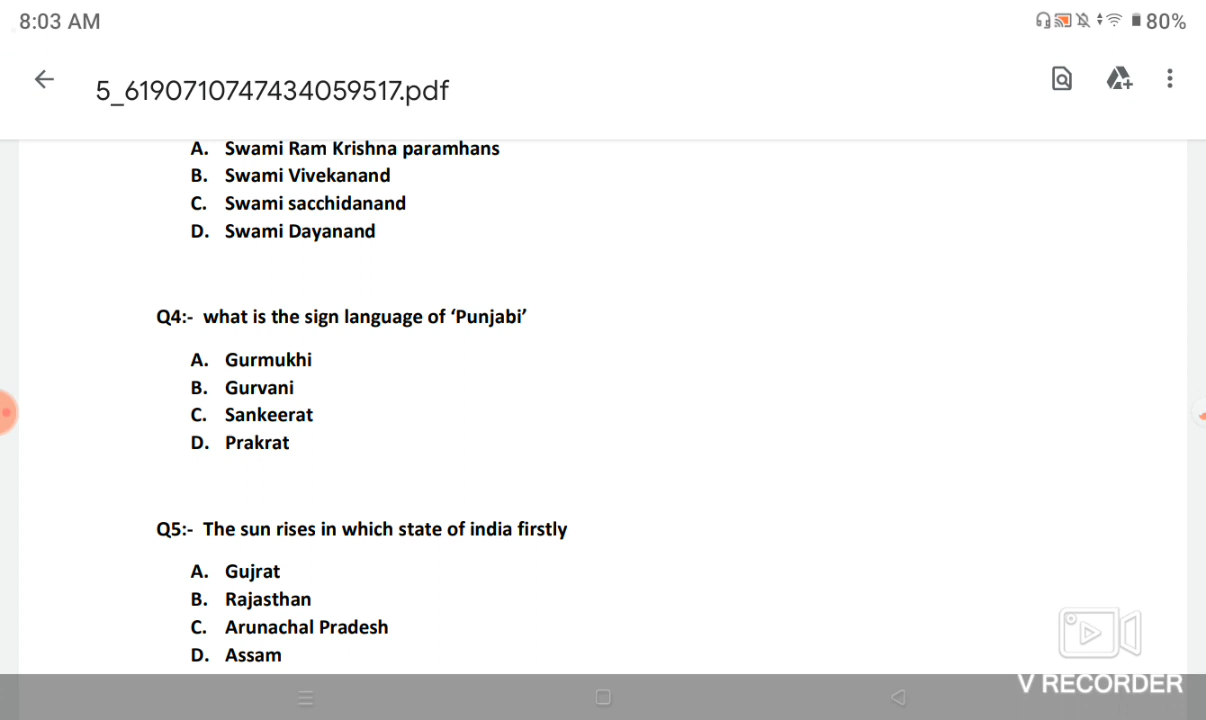 8:03 AM
80%
5_6190710747434059517.pdf
A. Swami Ram Krishna paramhans
B. Swami Vivekanand
C. Swami sacchidanand
D. Swami Dayanand
Q4:- what is the sign language of ‘Punjabi’
A. Gurmukhi
B. Gurvani
C. Sankeerat
D. Prakrat
Q5:- The sun rises in which state of india firstly
A. Gujrat
B. Rajasthan
C. Arunachal Pradesh
D. Assam
V RECORDER